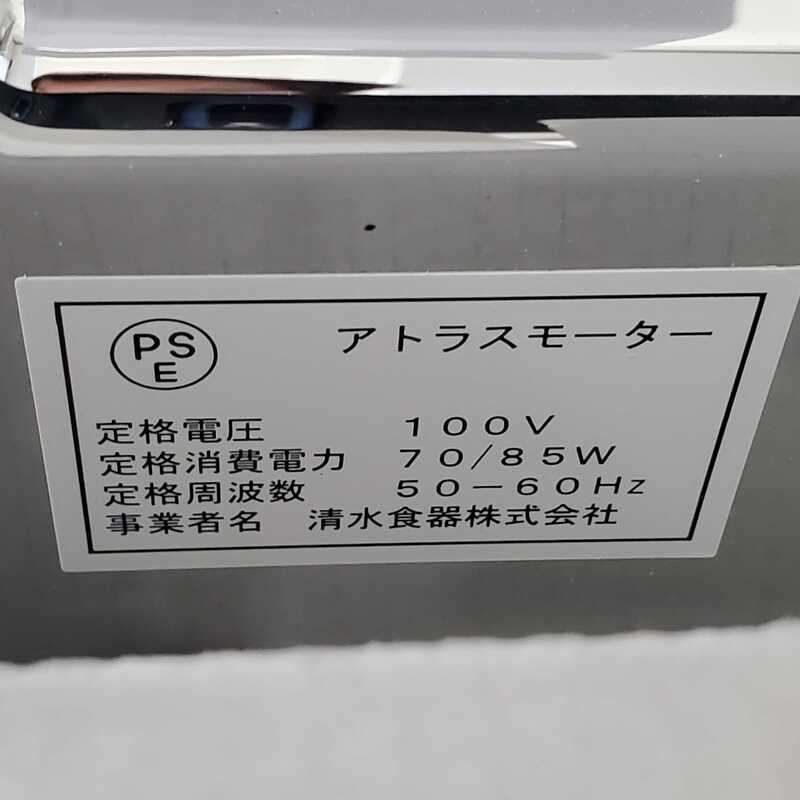 PS
E
アトラスモーター
定格電圧 100V
定格消費電力 70/85W
定格周波数 50-60Hz
事業者名 清水食器株式会社